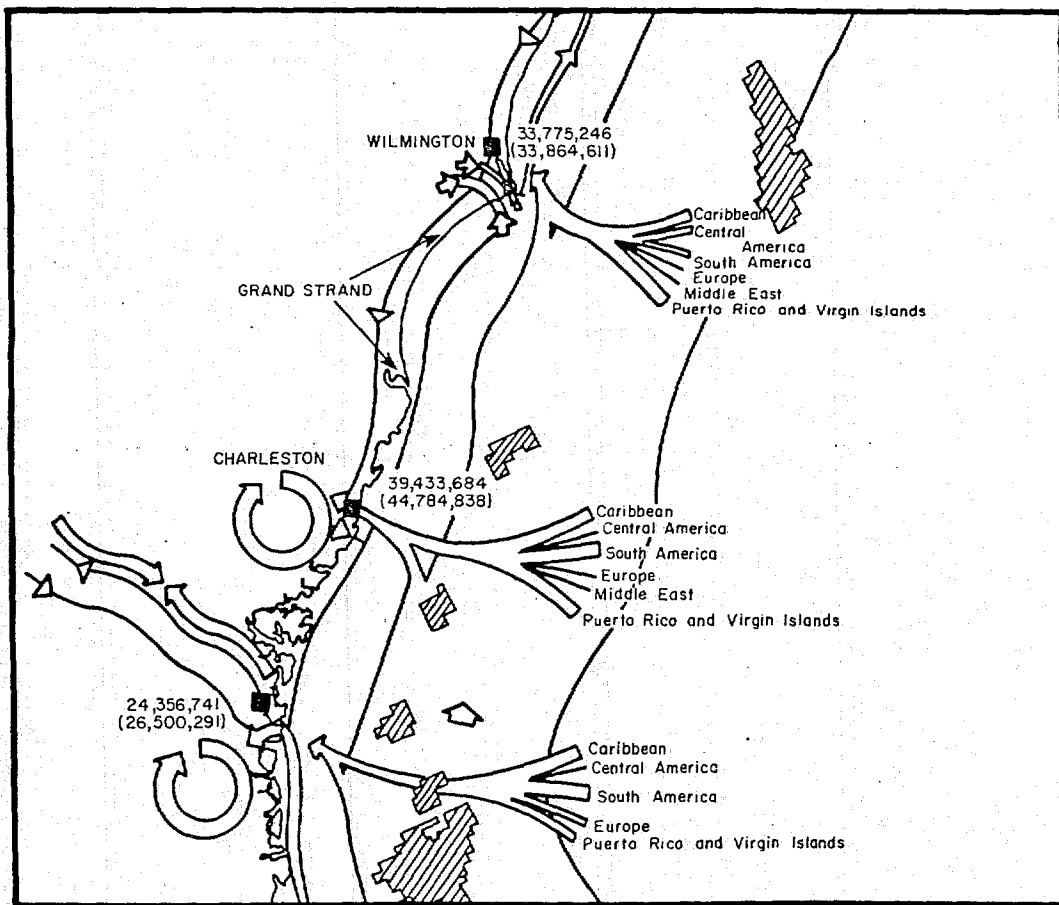 WILMINGTON
33,775,246
(33,864,611)
Caribbean
Central
America
South America
Europe
Middle East
Puerto Rico and Virgin Islands
GRAND STRAND
CHARLESTON
39,433,684
(44,784,838)
Caribbean
Central America
South America
Europe
Middle East
Puerto Rico and Virgin Islands
24,356,741
(26,500,291)
Caribbean
Central America
South America
Europe
Puerto Rico and Virgin Islands